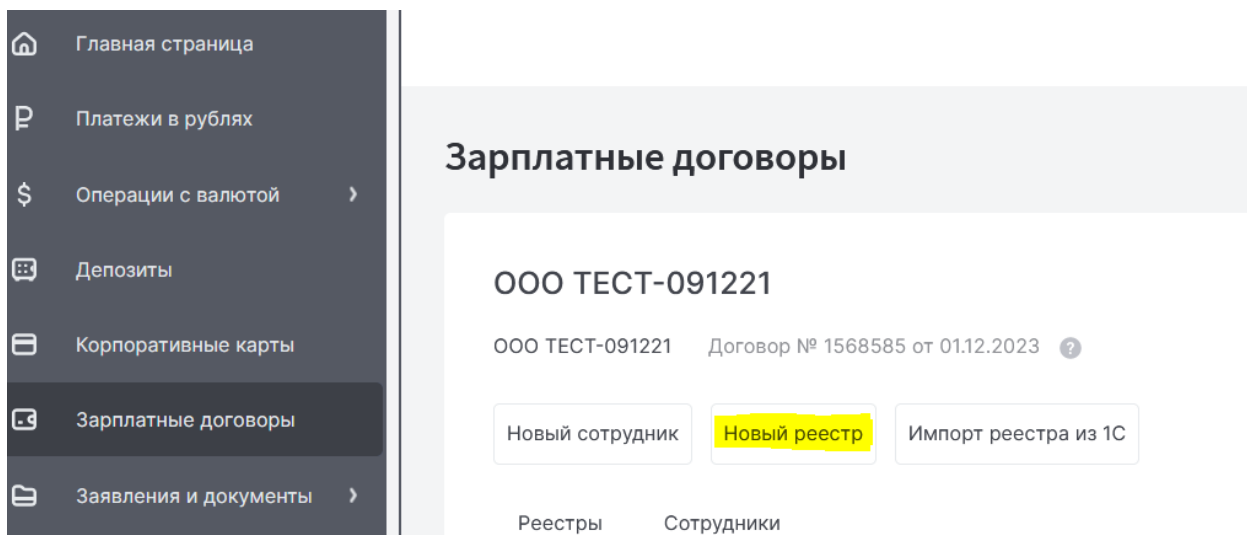 Главная страница
Платежи в рублях
Операции с валютой
Депозиты
Корпоративные карты
Зарплатные договоры
Заявления и документы
Зарплатные договоры
ООО ТЕСТ-091221
ООО ТЕСТ-091221 Договор № 1568585 от 01.12.2023 ?
Новый сотрудник Новый реестр Импорт реестра из 1С
Реестры Сотрудники